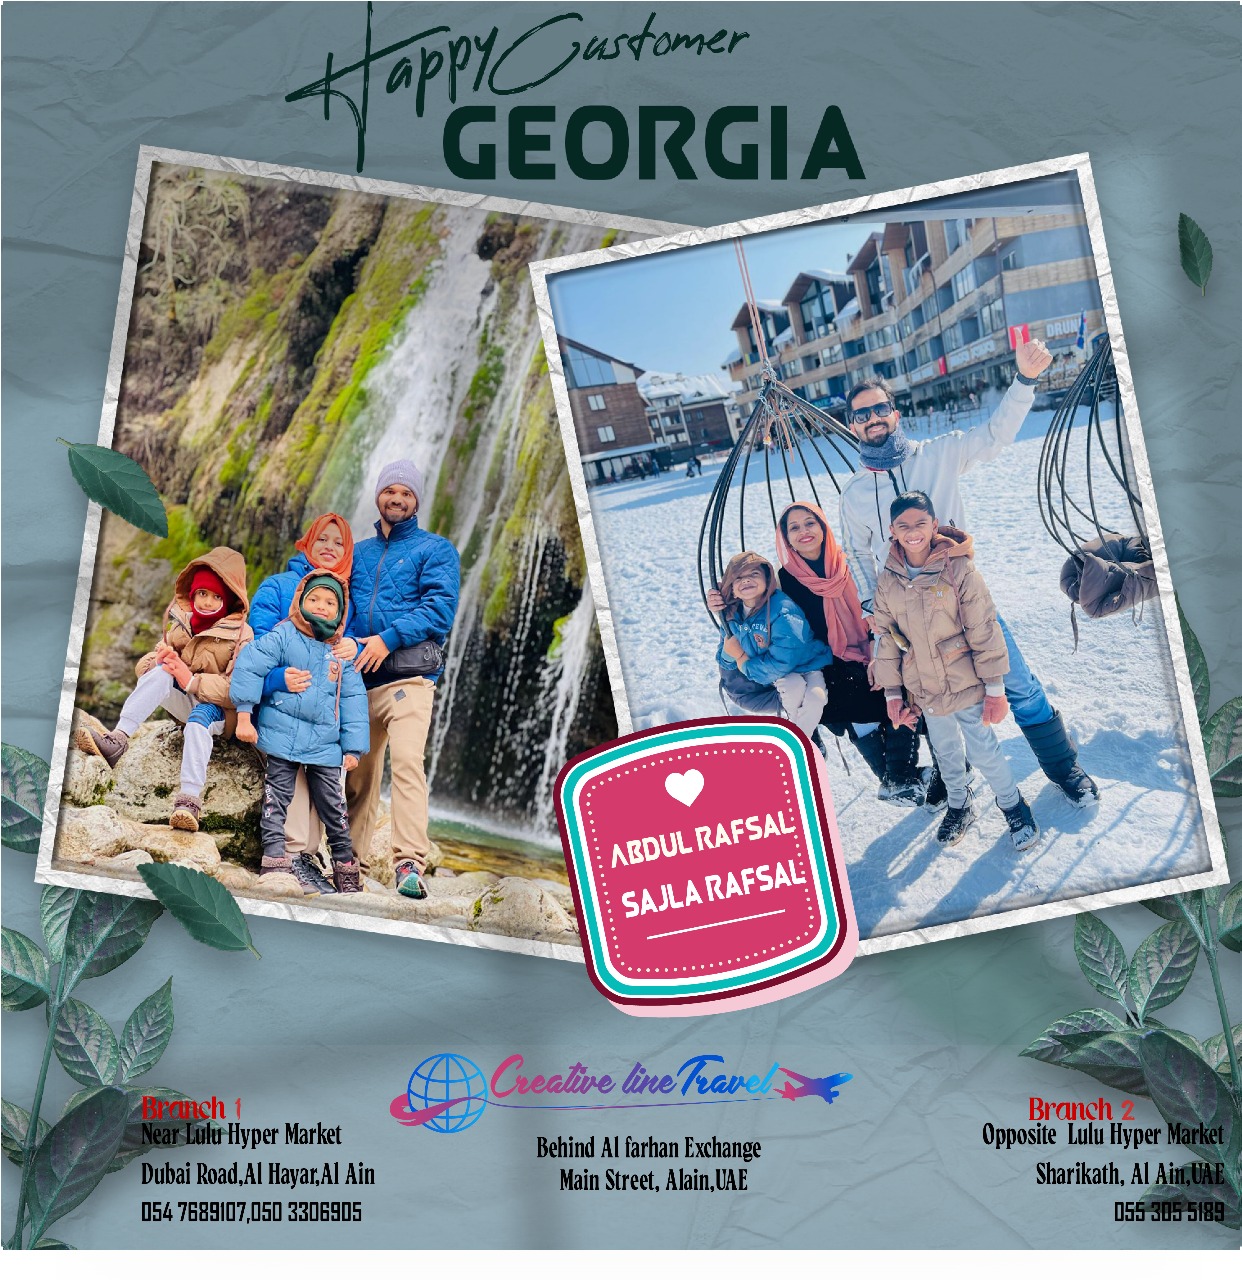 Happy Customer
GEORGIA
DRUN
ABDUL RAFSAL
SAJLA RAFSAL
Creative line Travel
Branch 1
Near Lulu Hyper Market
Dubai Road,Al Hayar,Al Ain
054 7689107,050 3306905
Behind Al farhan Exchange
Main Street, Alain,UAE
Branch 2
Opposite Lulu Hyper Market
Sharikath, Al Ain,UAE
055 305 5189